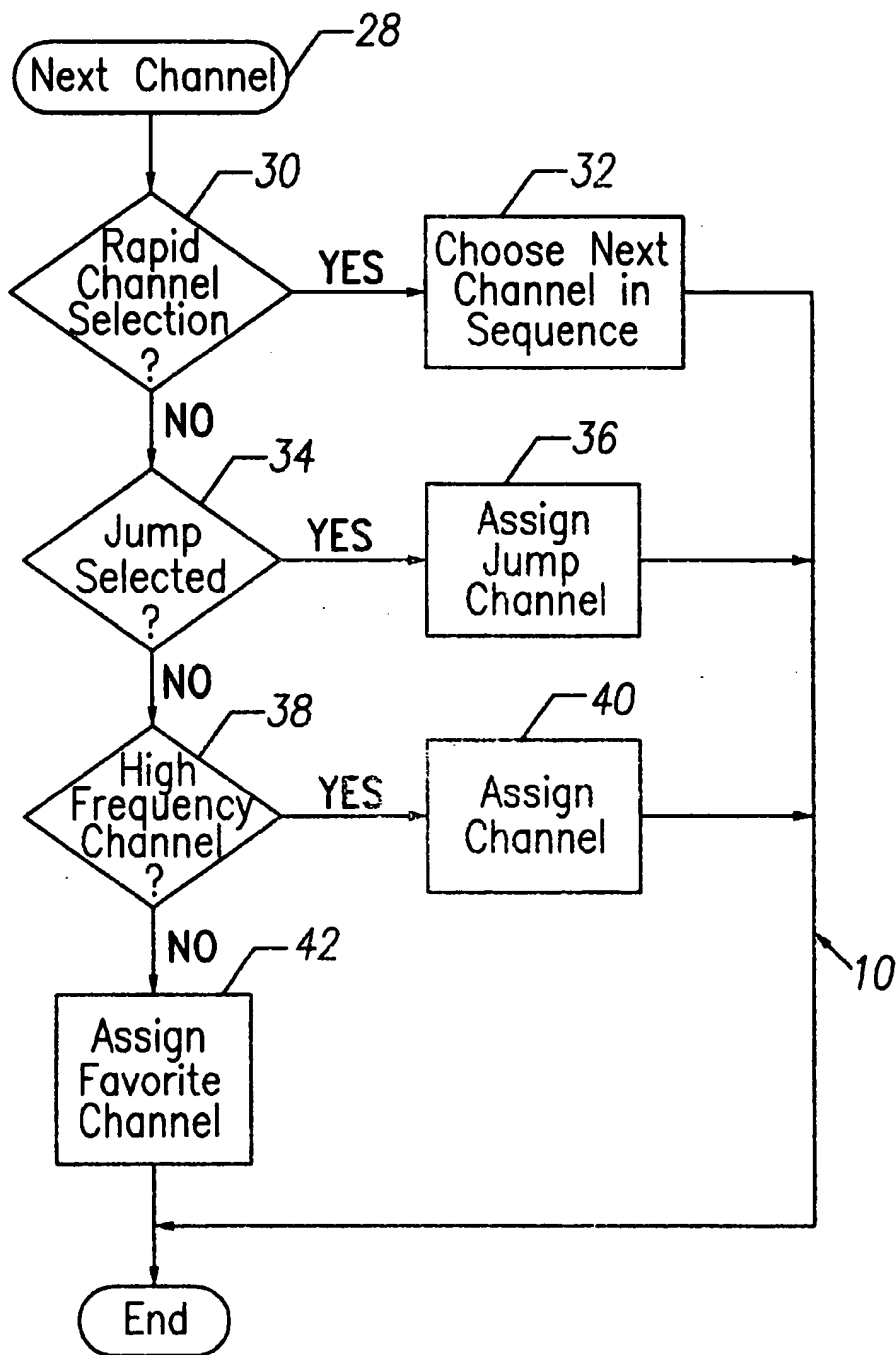 28
Next Channel
30
Rapid
Channel
Selection
?
YES
32
Choose Next
Channel in
Sequence
NO
34
Jump
Selected
?
YES
36
Assign
Jump
Channel
NO
38
High
Frequency
Channel
?
YES
40
Assign
Channel
NO
42
10
Assign
Favorite
Channel
End